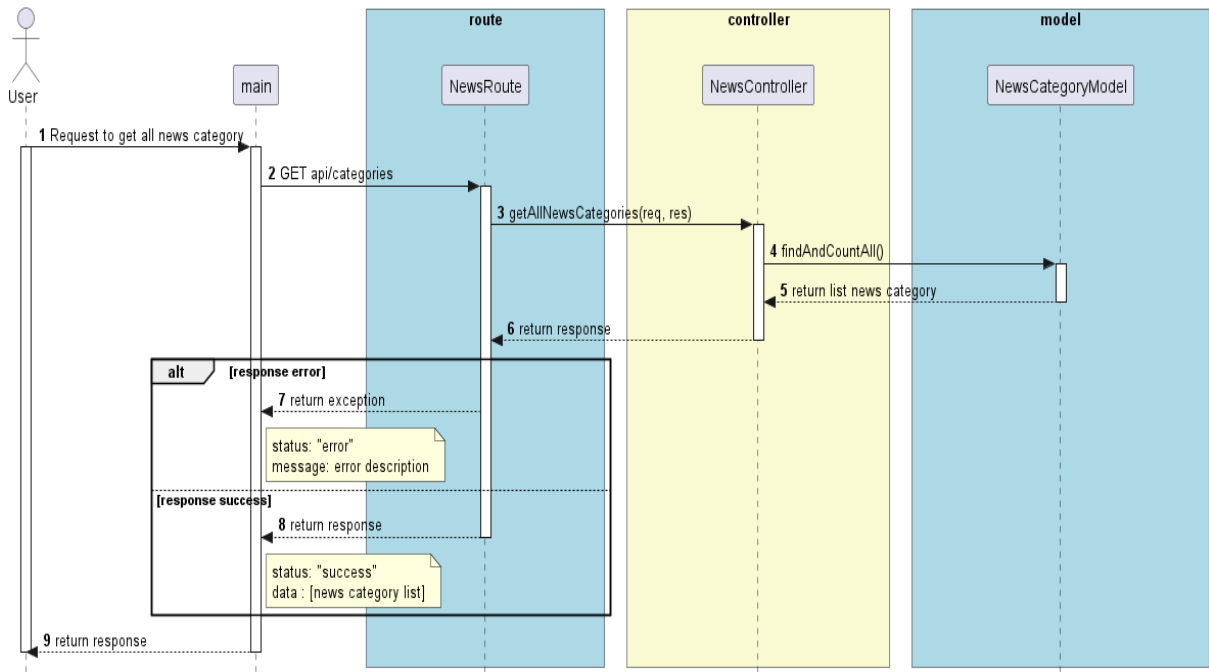 route
controller
model
User
main
NewsRoute
NewsController
NewsCategoryModel
1 Request to get all news category
2 GET api/categories
3 getAllNewsCategories(req, res)
4 findAndCountAll()
5 return list news category
6 return response
alt [response error]
7 return exception
status: "error"
message: error description
[response success]
8 return response
status: "success"
data : [news category list]
9 return response